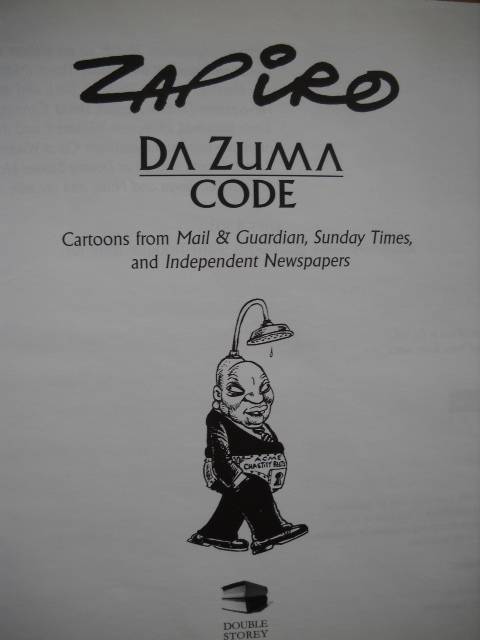 ZAPIRO
DA ZUMA
CODE
Cartoons from Mail & Guardian, Sunday Times,
and Independent Newspapers
ACME
CHASTITY BELTS
DOUBLE
STOREY